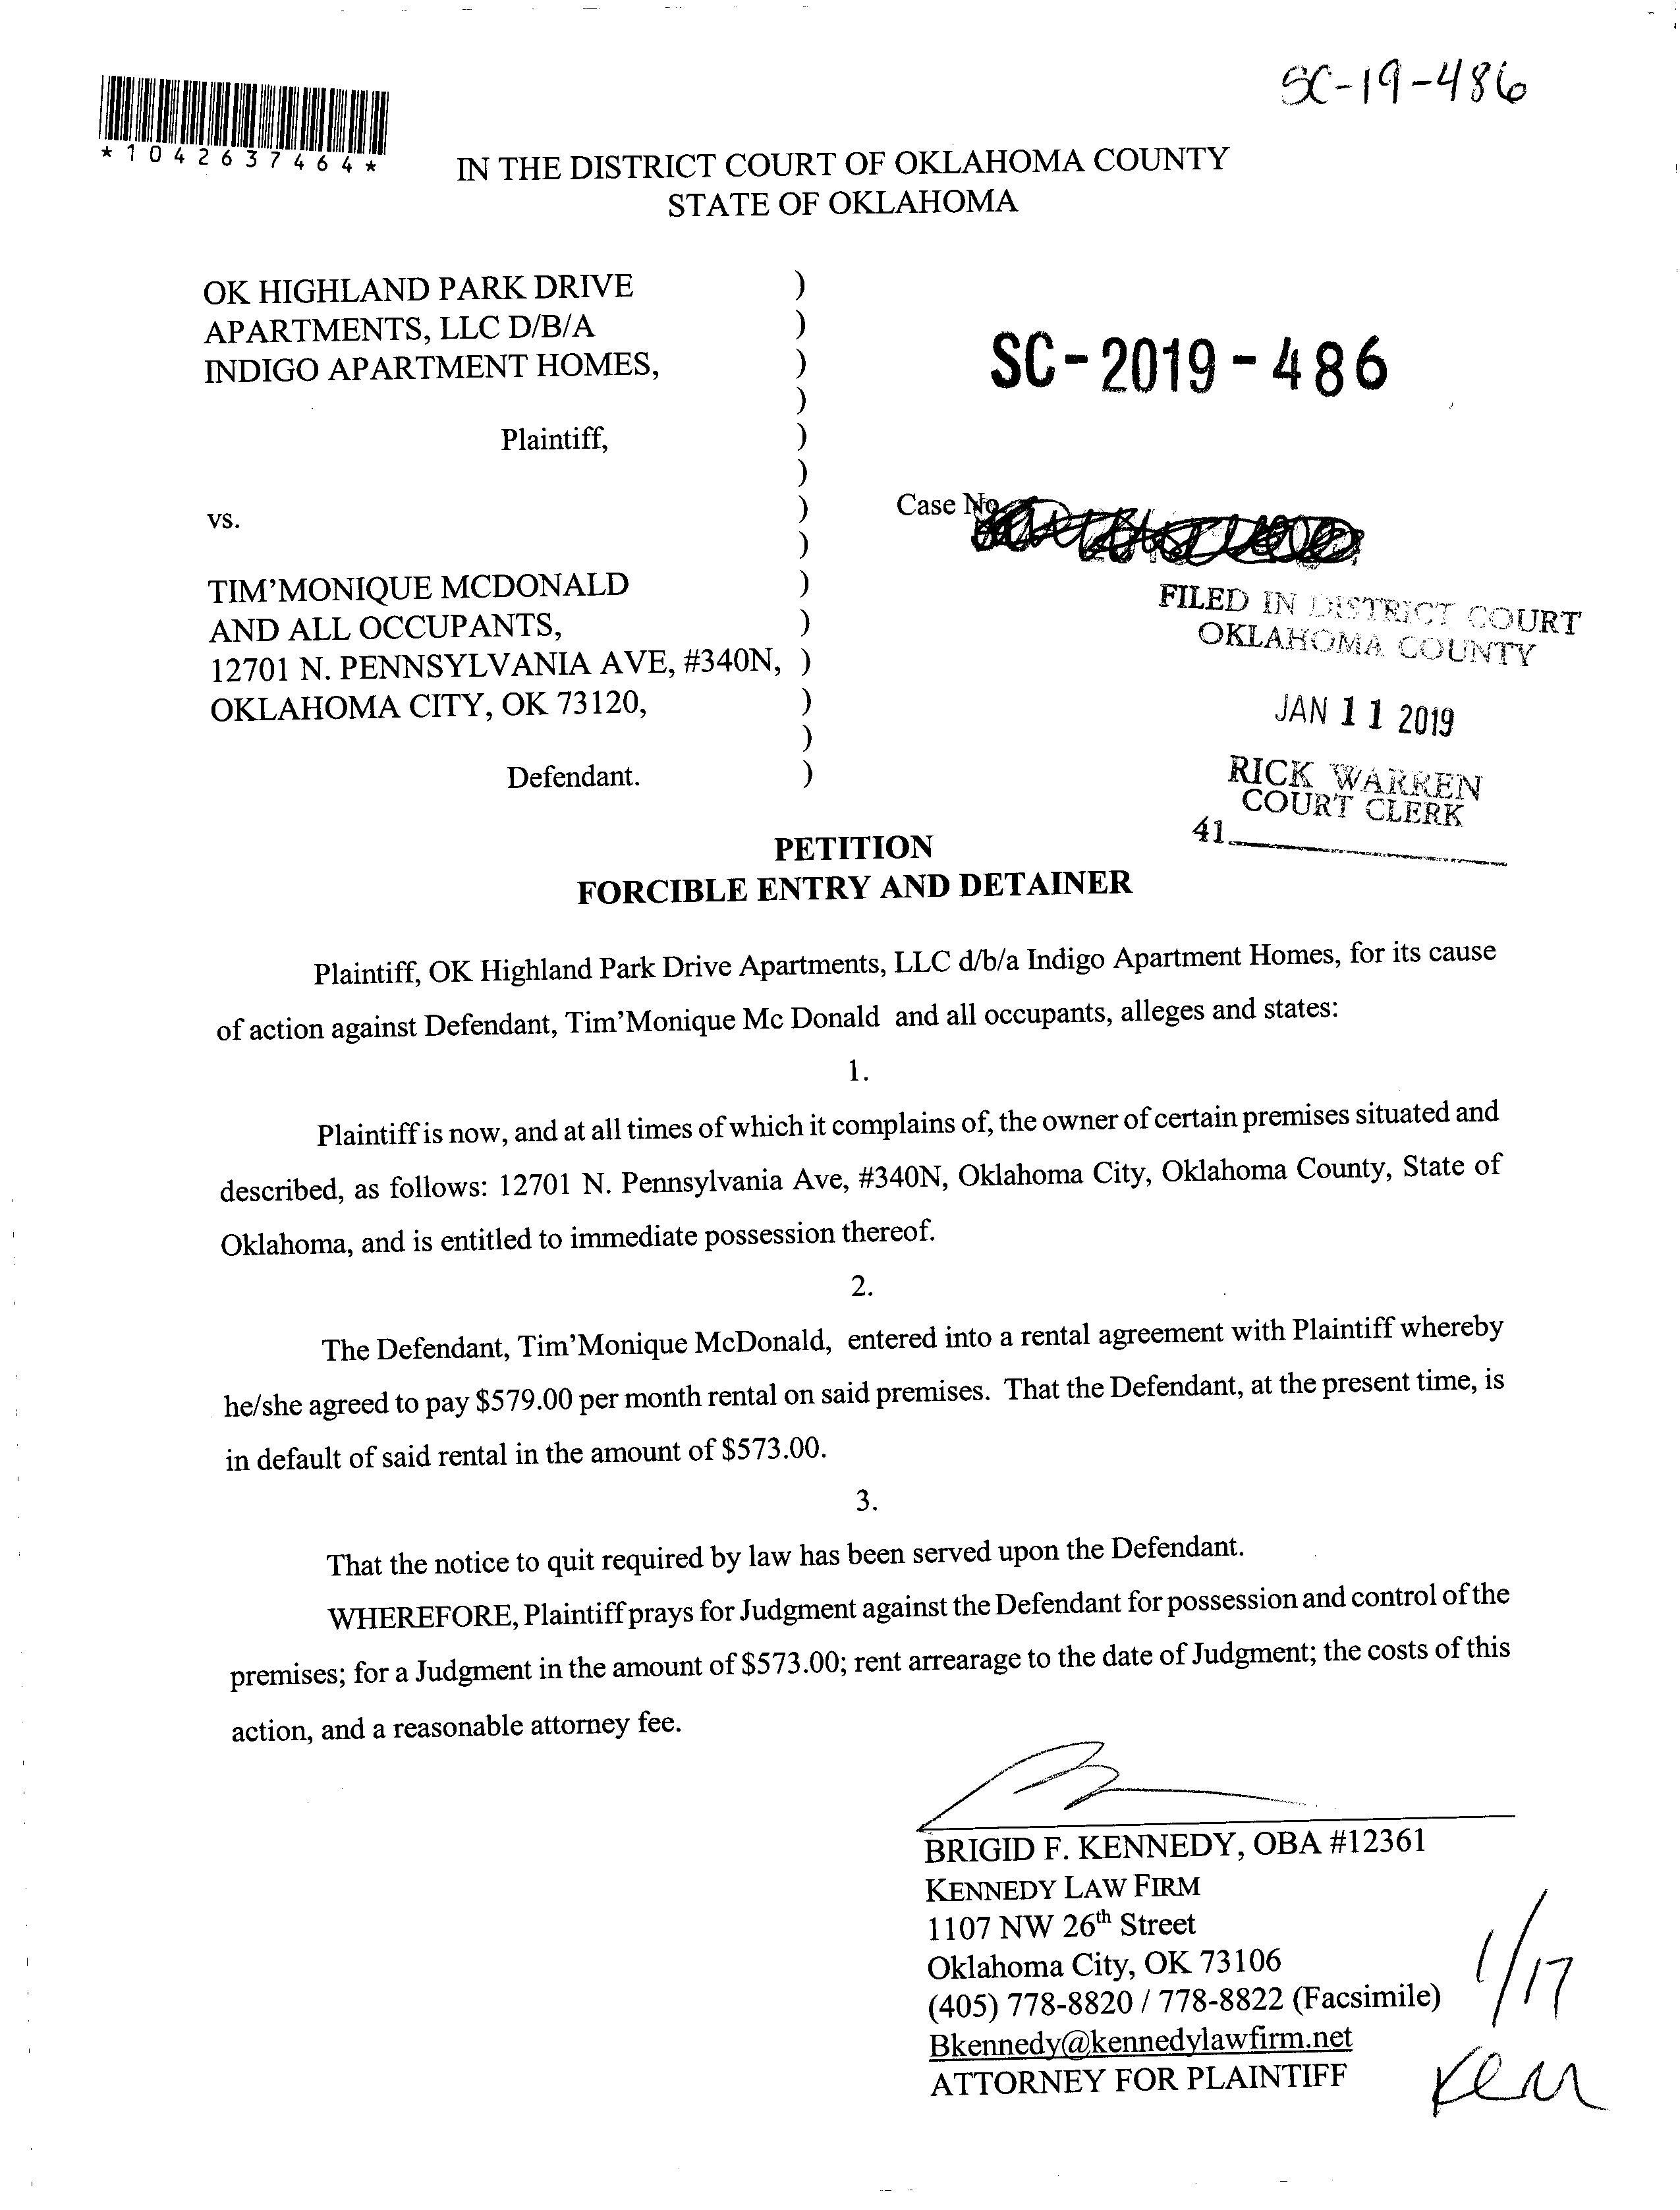 SC-19-486
*1042637464*
IN THE DISTRICT COURT OF OKLAHOMA COUNTY
STATE OF OKLAHOMA
OK HIGHLAND PARK DRIVE )
APARTMENTS, LLC D/B/A )
INDIGO APARTMENT HOMES, )
)
Plaintiff, )
)
vs. )
)
TIM’MONIQUE MCDONALD )
AND ALL OCCUPANTS, )
12701 N. PENNSYLVANIA AVE, #340N, )
OKLAHOMA CITY, OK 73120, )
)
Defendant. )
SC-2019-486
Case No.
FILED IN DISTRICT COURT
OKLAHOMA COUNTY
JAN 11 2019
RICK WARREN
COURT CLERK
41
PETITION
FORCIBLE ENTRY AND DETAINER
Plaintiff, OK Highland Park Drive Apartments, LLC d/b/a Indigo Apartment Homes, for its cause
of action against Defendant, Tim’Monique Mc Donald and all occupants, alleges and states:
1.
Plaintiff is now, and at all times of which it complains of, the owner of certain premises situated and
described, as follows: 12701 N. Pennsylvania Ave, #340N, Oklahoma City, Oklahoma County, State of
Oklahoma, and is entitled to immediate possession thereof.
2.
The Defendant, Tim’Monique McDonald, entered into a rental agreement with Plaintiff whereby
he/she agreed to pay $579.00 per month rental on said premises. That the Defendant, at the present time, is
in default of said rental in the amount of $573.00.
3.
That the notice to quit required by law has been served upon the Defendant.
WHEREFORE, Plaintiff prays for Judgment against the Defendant for possession and control of the
premises; for a Judgment in the amount of $573.00; rent arrearage to the date of Judgment; the costs of this
action, and a reasonable attorney fee.
BRIGID F. KENNEDY, OBA #12361
KENNEDY LAW FIRM
1107 NW 26th Street
Oklahoma City, OK 73106
(405) 778-8820 / 778-8822 (Facsimile)
Bkennedy@kennedylawfirm.net
ATTORNEY FOR PLAINTIFF
1/17